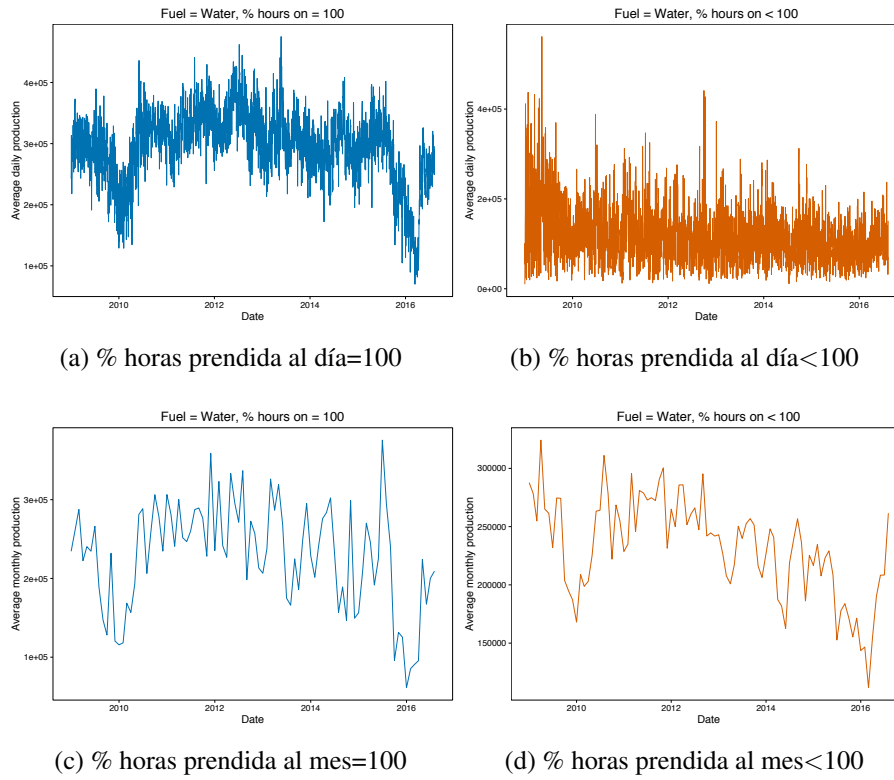 Fuel = Water, % hours on = 100
Average daily production
4e+05
3e+05
2e+05
1e+05
2010 2012 2014 2016
Date
(a) % horas prendida al día=100
Fuel = Water, % hours on < 100
Average daily production
4e+05
2e+05
0e+00
2010 2012 2014 2016
Date
(b) % horas prendida al día<100
Fuel = Water, % hours on = 100
Average monthly production
3e+05
2e+05
1e+05
2010 2012 2014 2016
Date
(c) % horas prendida al mes=100
Fuel = Water, % hours on < 100
Average monthly production
300000
250000
200000
150000
2010 2012 2014 2016
Date
(d) % horas prendida al mes<100